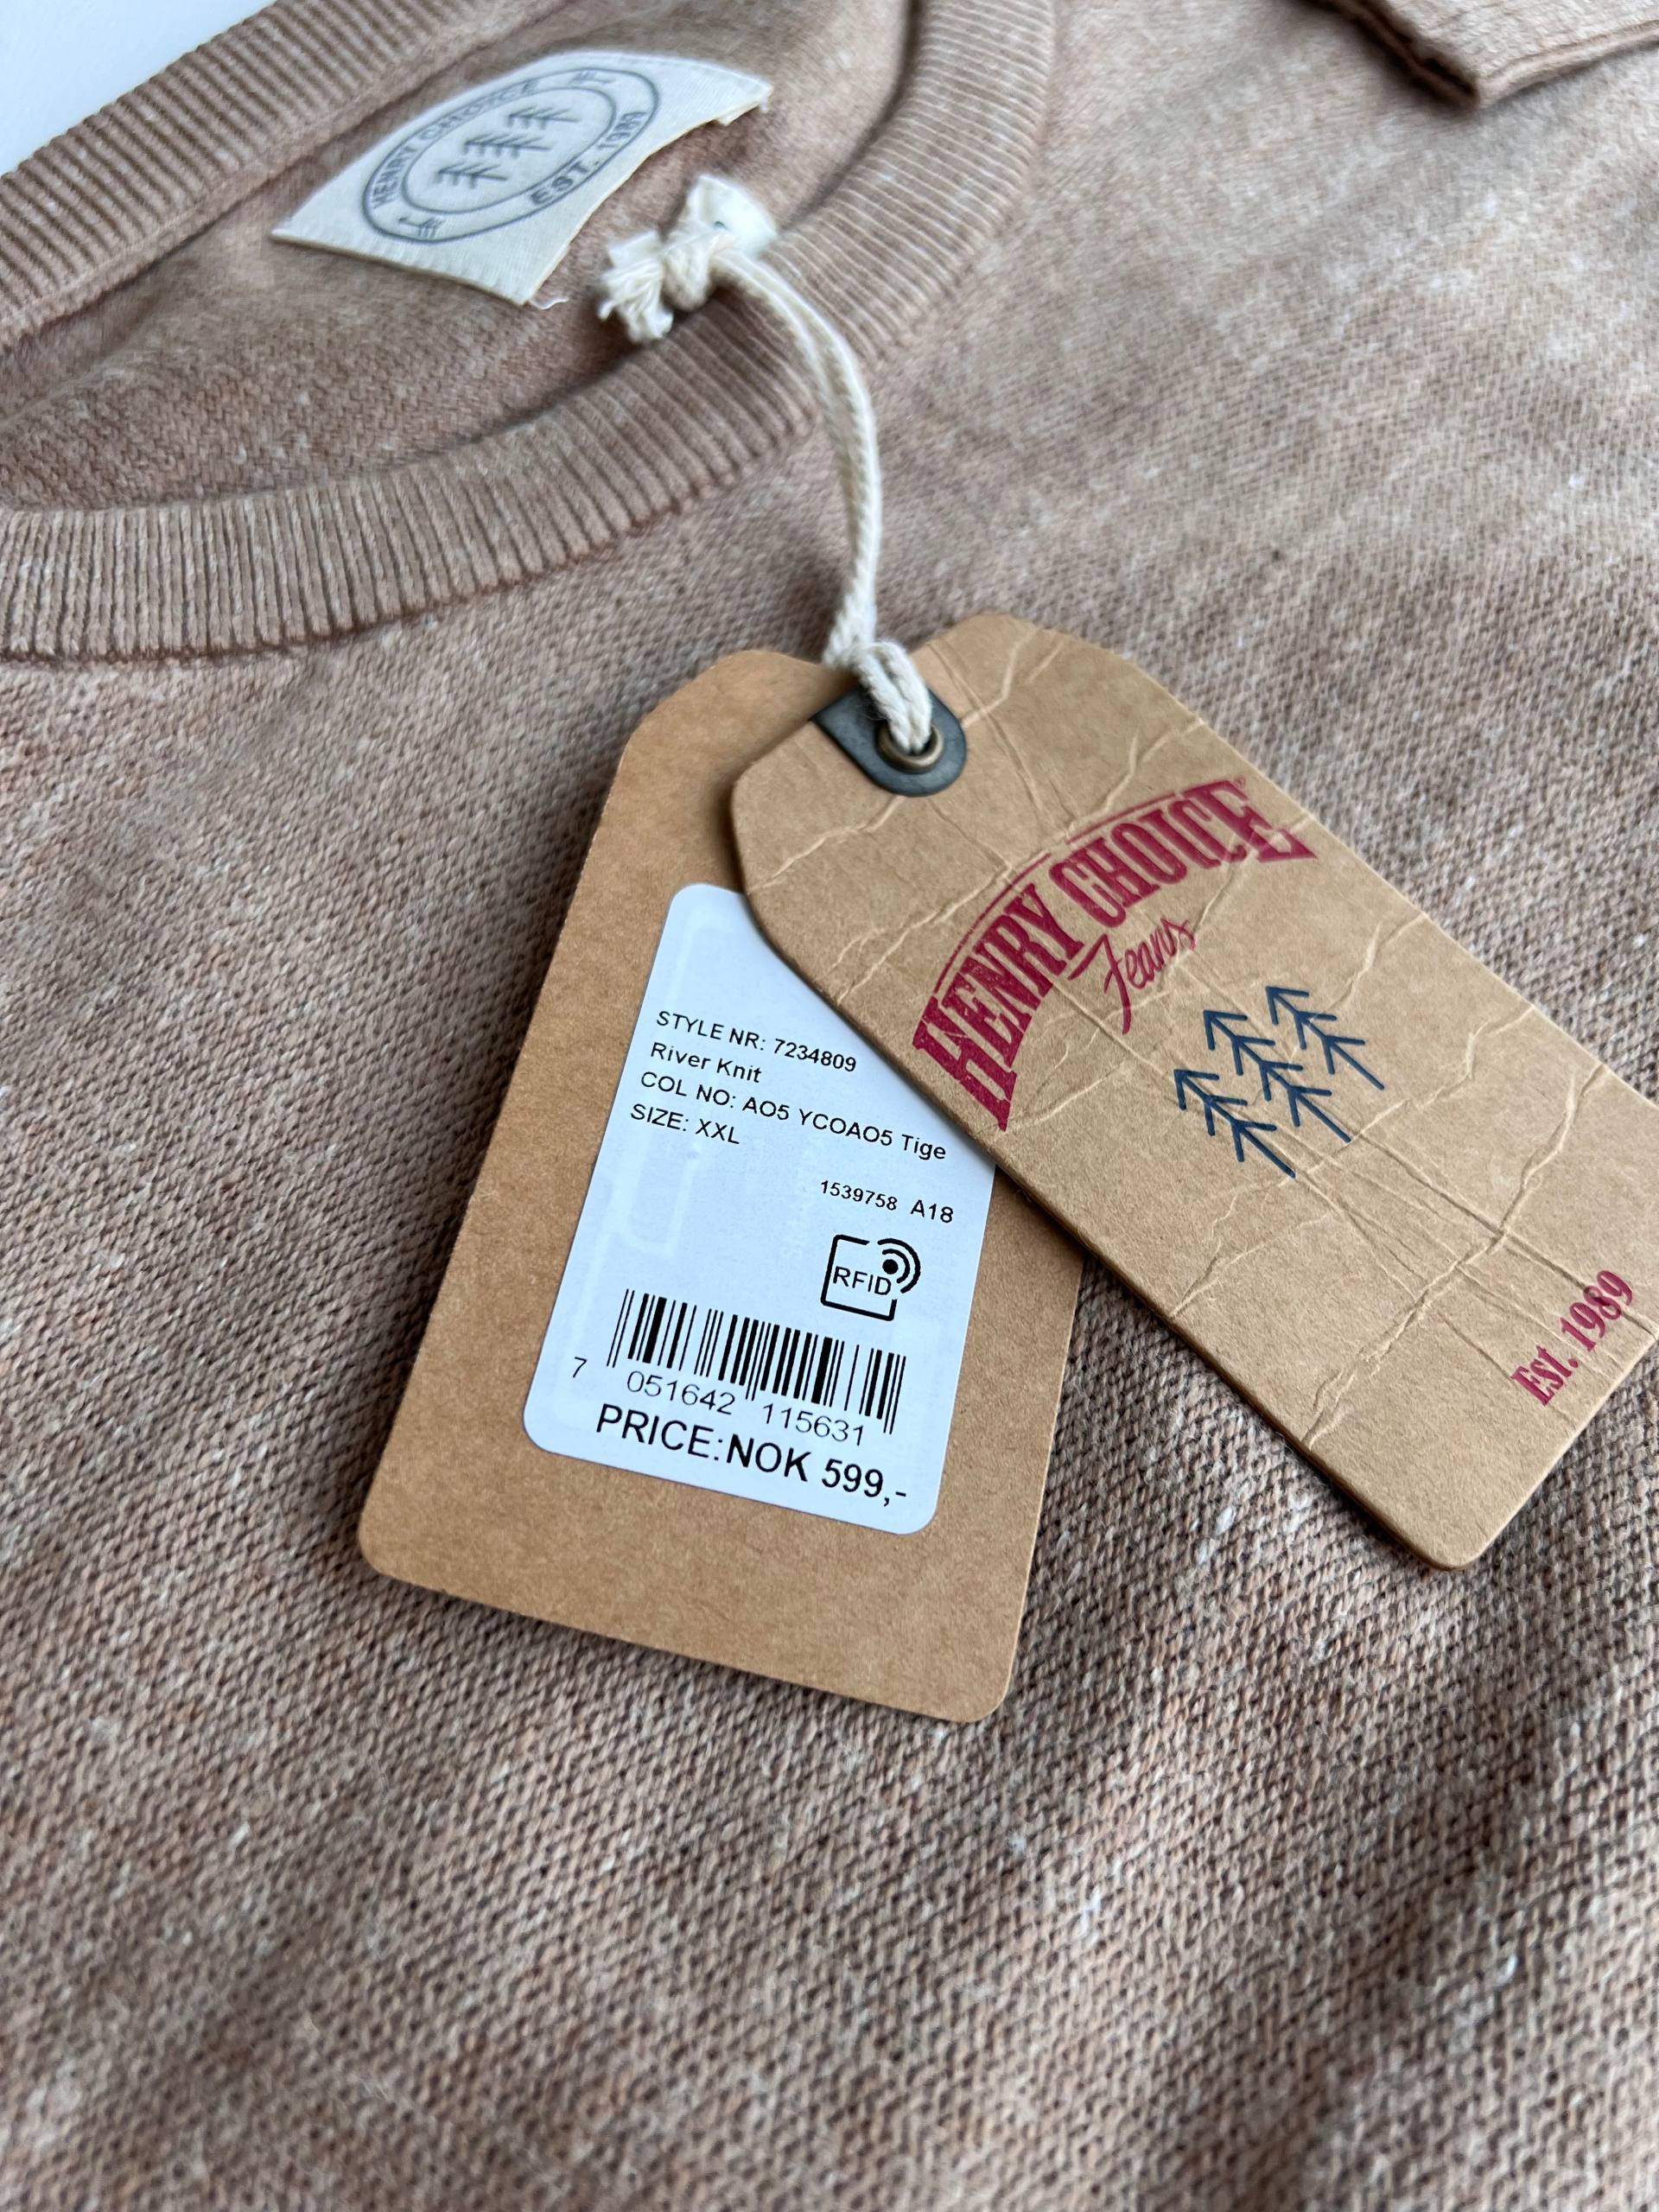 HENRY CHOICE
EST. 1989
HENRY CHOICE®
Jeans
Est. 1989
STYLE NR: 7234809
River Knit
COL NO: AO5 YCOAO5 Tige
SIZE: XXL
1539758 A18
RFID
7 051642 115631
PRICE:NOK 599,-